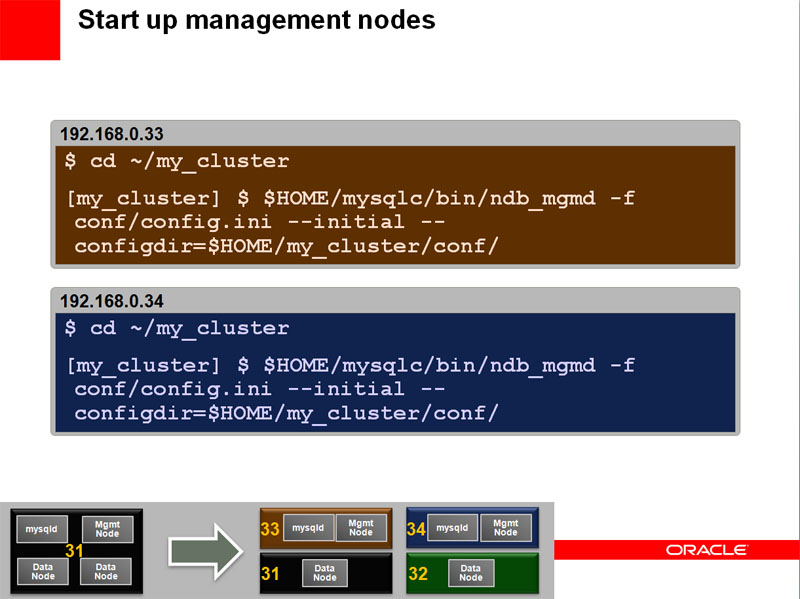 Start up management nodes
192.168.0.33
$ cd ~/my_cluster
[my_cluster] $ $HOME/mysqlc/bin/ndb_mgmd -f
conf/config.ini --initial --
configdir=$HOME/my_cluster/conf/
192.168.0.34
$ cd ~/my_cluster
[my_cluster] $ $HOME/mysqlc/bin/ndb_mgmd -f
conf/config.ini --initial --
configdir=$HOME/my_cluster/conf/
mysqld
Mgmt
Node
31
Data
Node
Data
Node
33
mysqld
Mgmt
Node
34
mysqld
Mgmt
Node
31
Data
Node
32
Data
Node
ORACLE